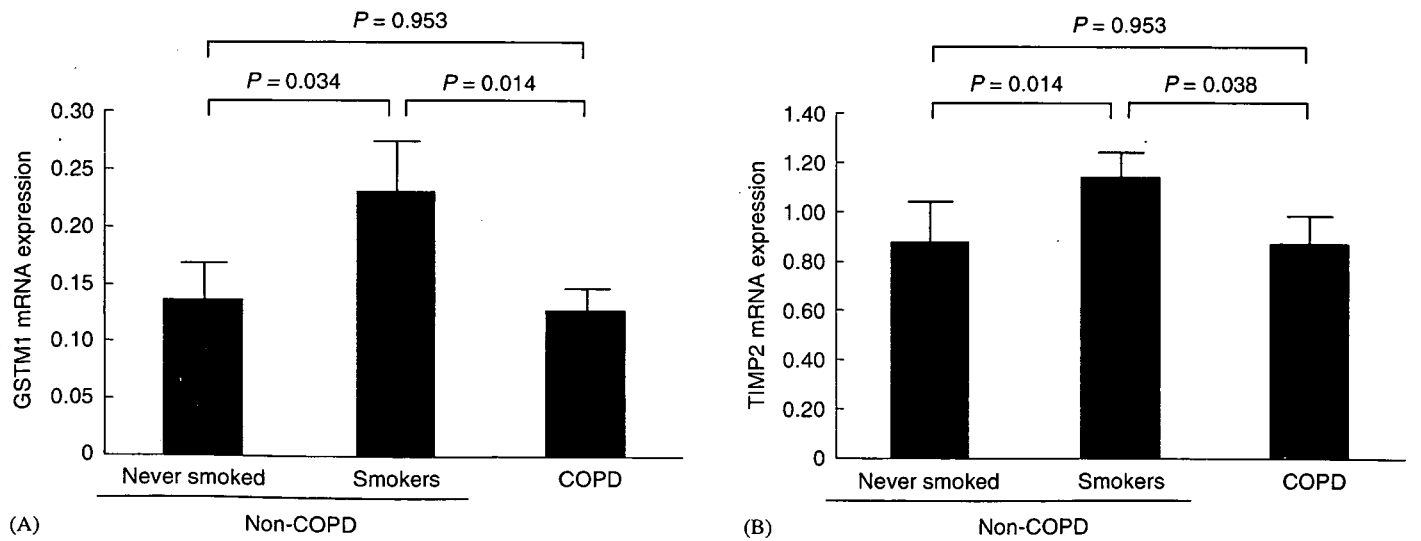 P = 0.953
P = 0.034
P = 0.014
0.30
0.25
0.20
0.15
0.10
0.05
0
GSTM1 mRNA expression
Never smoked
Smokers
COPD
Non-COPD
(A)
P = 0.953
P = 0.014
P = 0.038
1.40
1.20
1.00
0.80
0.60
0.40
0.20
0
TIMP2 mRNA expression
Never smoked
Smokers
COPD
Non-COPD
(B)